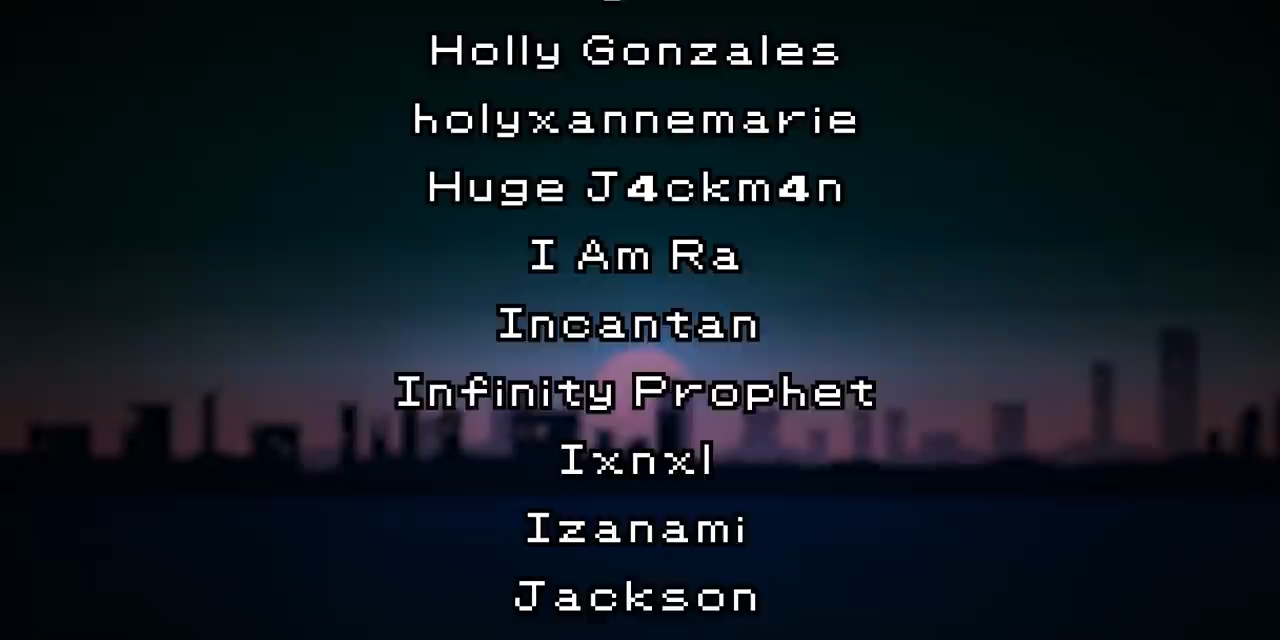 Holly Gonzales
holyxannemarie
Huge J4ckm4n
I Am Ra
Incantan
Infinity Prophet
Ixnxl
Izanami
Jackson